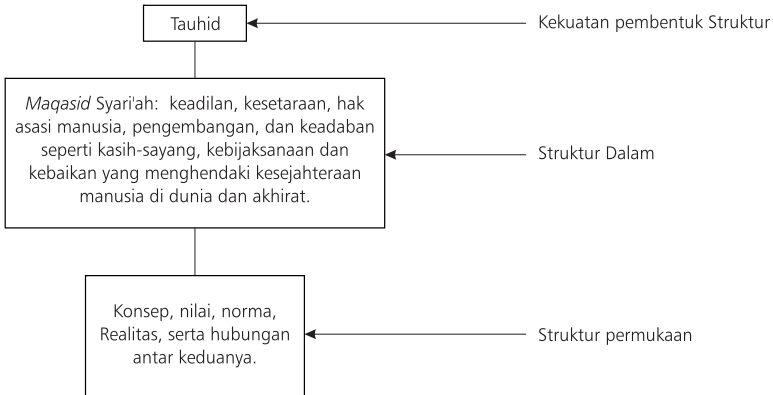 Tauhid
Kekuatan pembentuk Struktur
Maqasid Syari'ah: keadilan, kesetaraan, hak
asasi manusia, pengembangan, dan keadaban
seperti kasih-sayang, kebijaksanaan dan
kebaikan yang menghendaki kesejahteraan
manusia di dunia dan akhirat.
Struktur Dalam
Konsep, nilai, norma,
Realitas, serta hubungan
antar keduanya.
Struktur permukaan